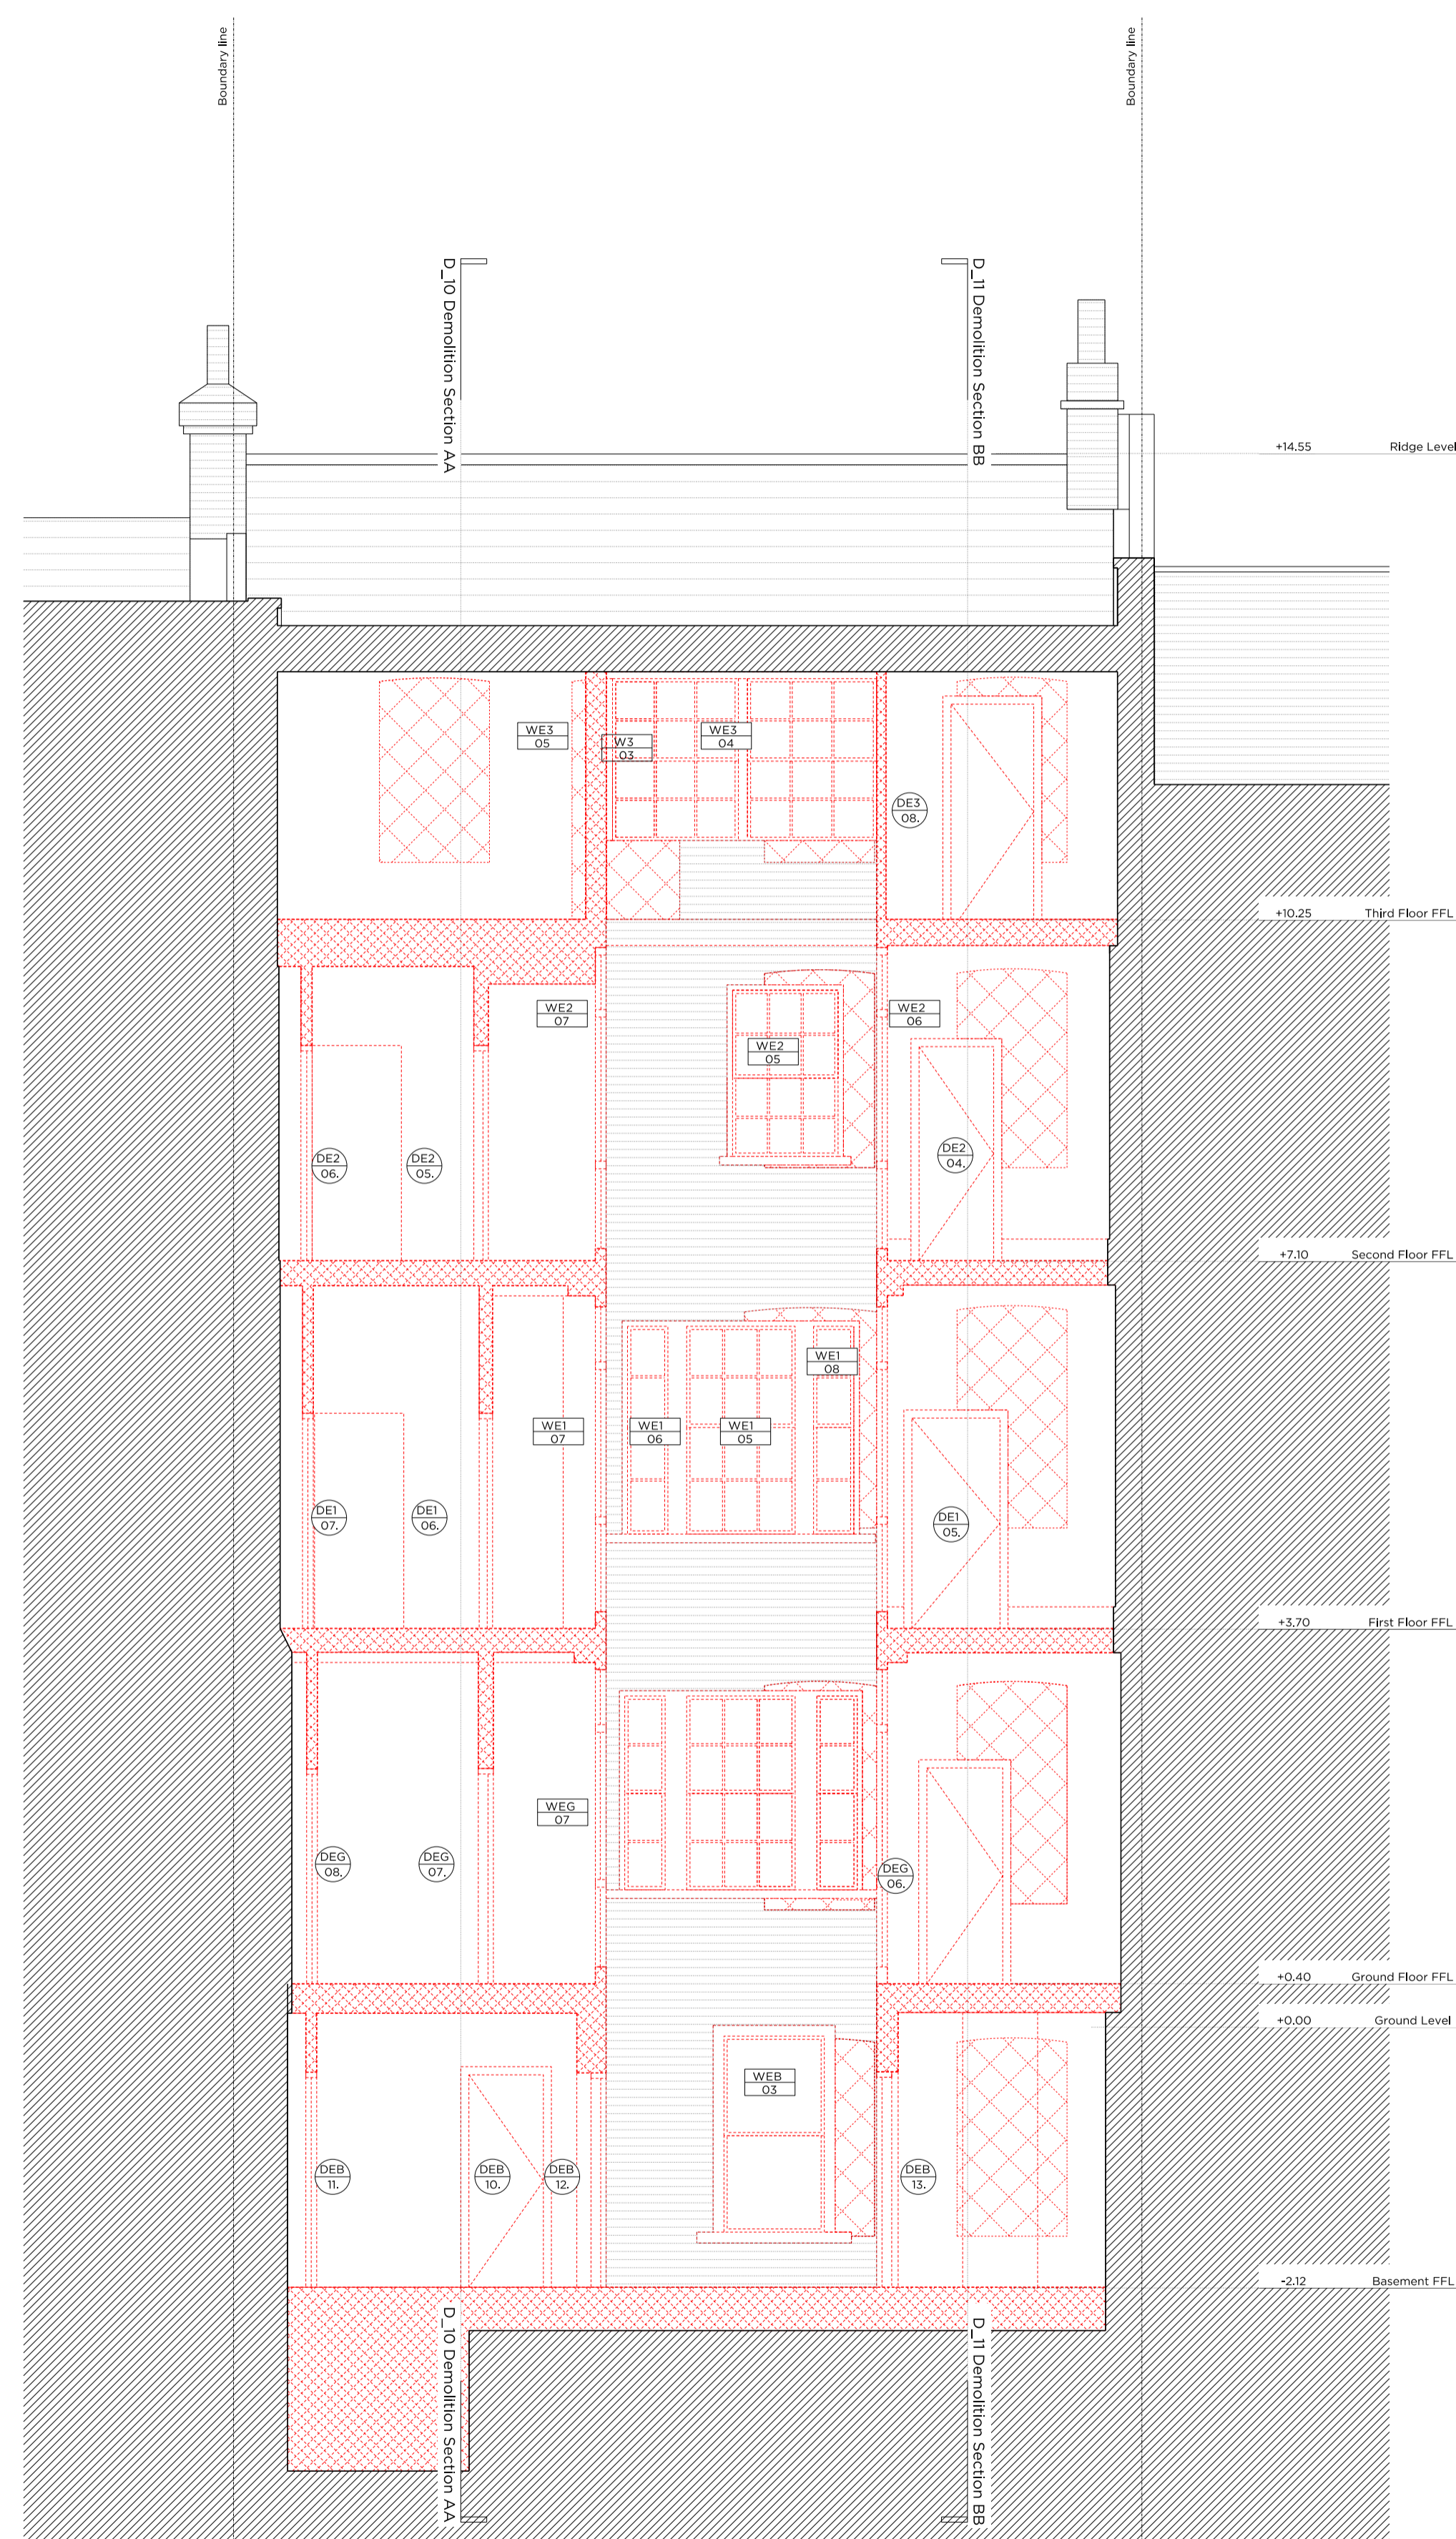 Boundary line
Boundary line
D_10 Demolition Section AA
D_11 Demolition Section BB
+14.55 Ridge Level
WE3
05
W3
03
WE3
04
DE3
08.
+10.25 Third Floor FFL
WE2
07
WE2
06
WE2
05
DE2
06.
DE2
05.
DE2
04.
+7.10 Second Floor FFL
WE1
08
WE1
07
WE1
06
WE1
05
DE1
07.
DE1
06.
DE1
05.
+3.70 First Floor FFL
WEG
07
DEG
08.
DEG
07.
DEG
06.
+0.40 Ground Floor FFL
+0.00 Ground Level
WEB
03
DEB
11.
DEB
10.
DEB
12.
DEB
13.
-2.12 Basement FFL
D_10 Demolition Section AA
D_11 Demolition Section BB